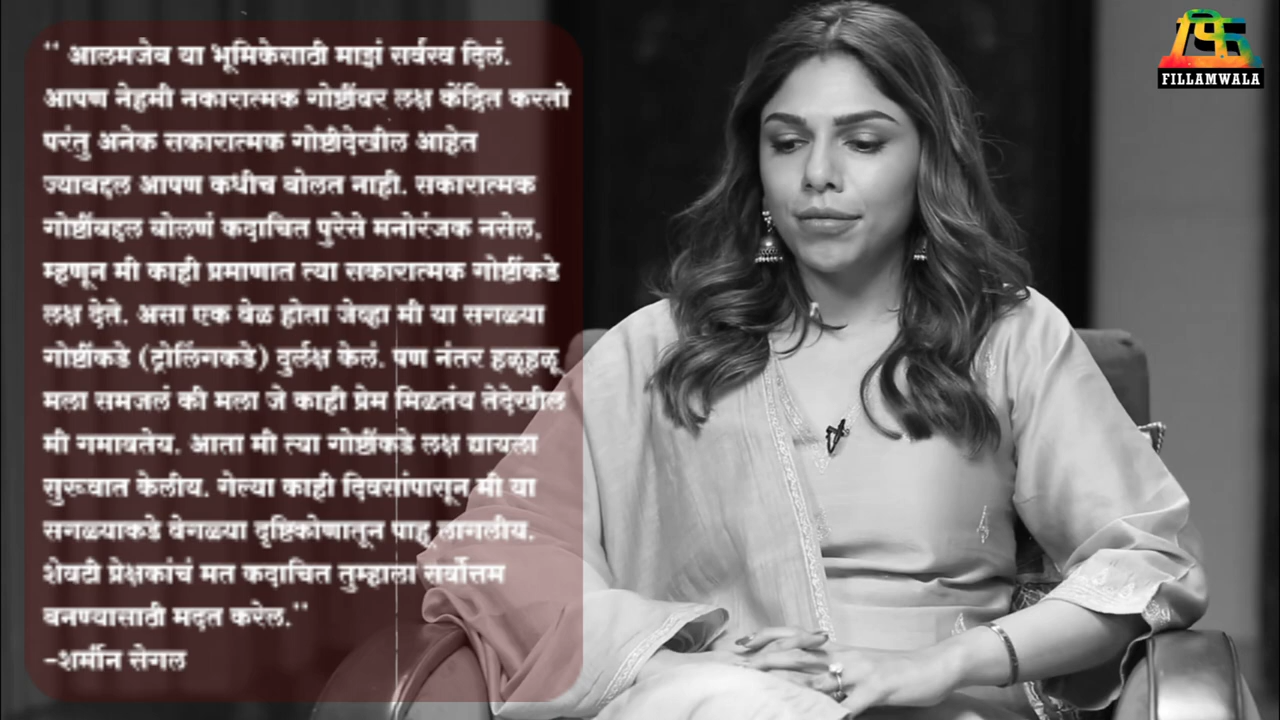 " आलमजेब या भूमिकेसाठी माझं सर्वस्व दिलं.
आपण नेहमी नकारात्मक गोष्टींवर लक्ष केंद्रित करतो
परंतु अनेक सकारात्मक गोष्टीदेखील आहेत
ज्याबद्दल आपण कधीच बोलत नाही. सकारात्मक
गोष्टींबद्दल बोलणं कदाचित पुरेसे मनोरंजक नसेल,
म्हणून मी काही प्रमाणात त्या सकारात्मक गोष्टींकडे
लक्ष देते. असा एक वेळ होता जेव्हा मी या सगळ्या
गोष्टींकडे (ट्रोलिंगकडे) दुर्लक्ष केलं. पण नंतर हळूहळू
मला समजलं की मला जे काही प्रेम मिळतंय तेदेखील
मी गमावतेय. आता मी त्या गोष्टींकडे लक्ष द्यायला
सुरूवात केलीय. गेल्या काही दिवसांपासून मी या
सगळ्याकडे वेगळ्या दृष्टिकोणातून पाहू लागलीय.
शेवटी प्रेक्षकांचं मत कदाचित तुम्हाला सर्वोत्तम
बनण्यासाठी मदत करेल."
-शर्मीन सेगल
FILLAMWALA